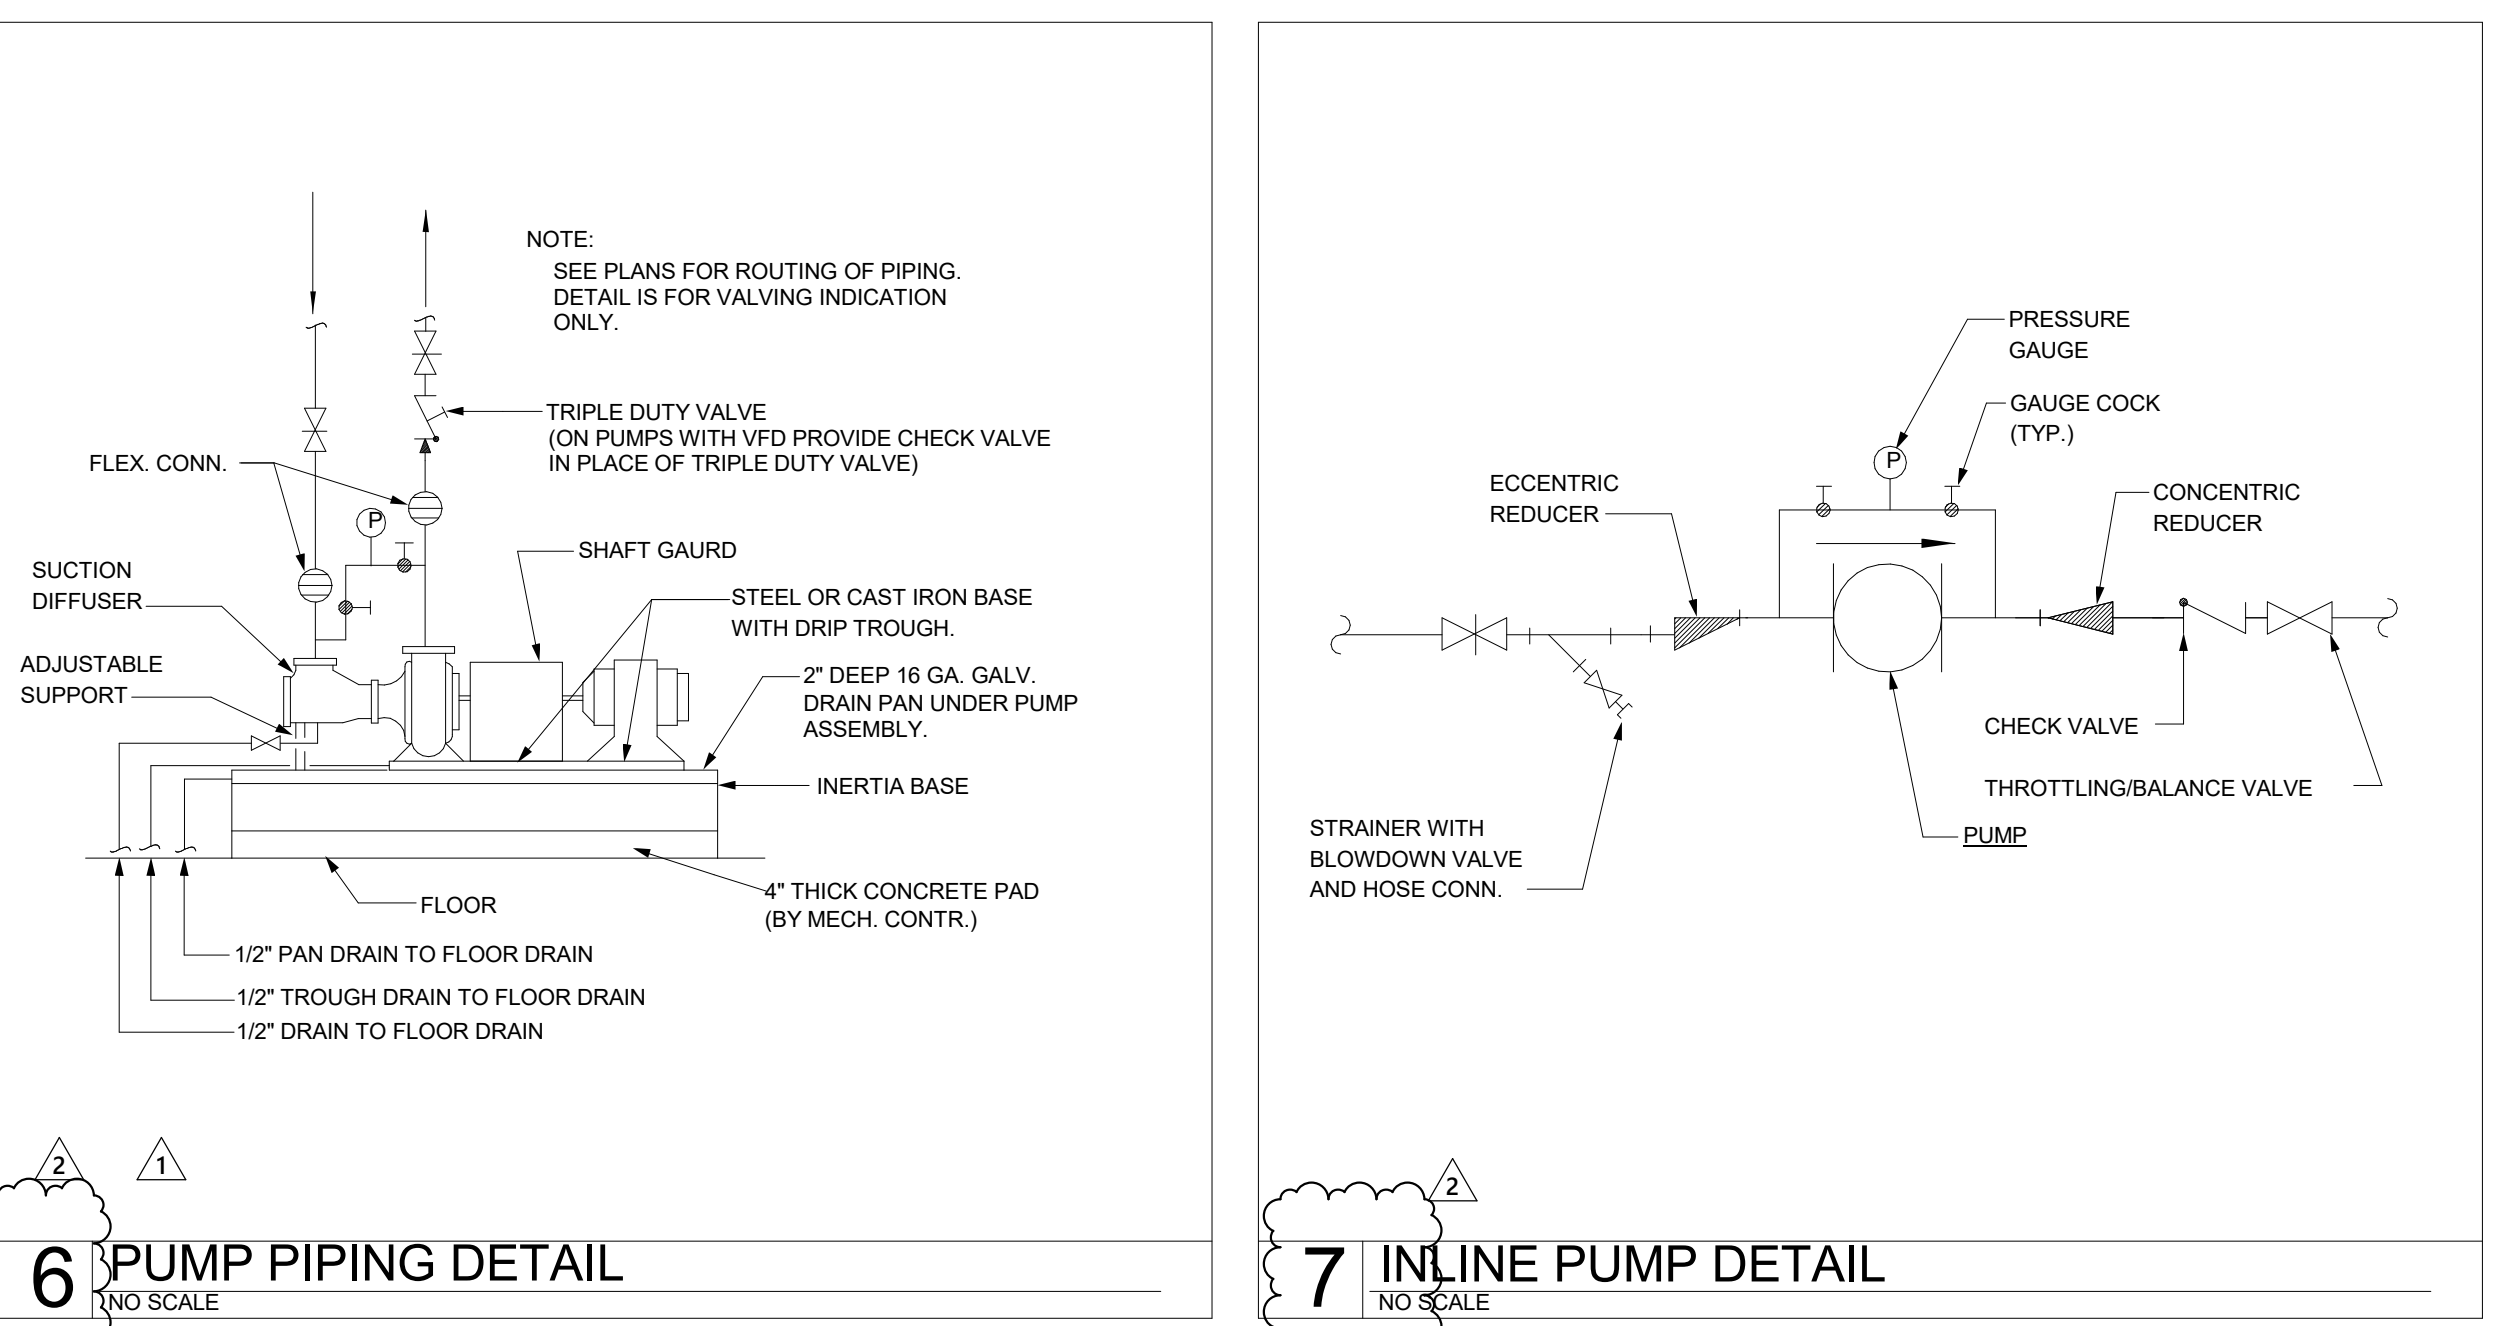 NOTE:
SEE PLANS FOR ROUTING OF PIPING.
DETAIL IS FOR VALVING INDICATION
ONLY.
TRIPLE DUTY VALVE
(ON PUMPS WITH VFD PROVIDE CHECK VALVE
IN PLACE OF TRIPLE DUTY VALVE)
FLEX. CONN.
P
SHAFT GAURD
SUCTION
DIFFUSER
STEEL OR CAST IRON BASE
WITH DRIP TROUGH.
ADJUSTABLE
SUPPORT
2" DEEP 16 GA. GALV.
DRAIN PAN UNDER PUMP
ASSEMBLY.
INERTIA BASE
4" THICK CONCRETE PAD
(BY MECH. CONTR.)
FLOOR
1/2" PAN DRAIN TO FLOOR DRAIN
1/2" TROUGH DRAIN TO FLOOR DRAIN
1/2" DRAIN TO FLOOR DRAIN
2
1
6
PUMP PIPING DETAIL
NO SCALE
PRESSURE
GAUGE
GAUGE COCK
(TYP.)
P
ECCENTRIC
REDUCER
CONCENTRIC
REDUCER
CHECK VALVE
THROTTLING/BALANCE VALVE
PUMP
STRAINER WITH
BLOWDOWN VALVE
AND HOSE CONN.
2
7
INLINE PUMP DETAIL
NO SCALE